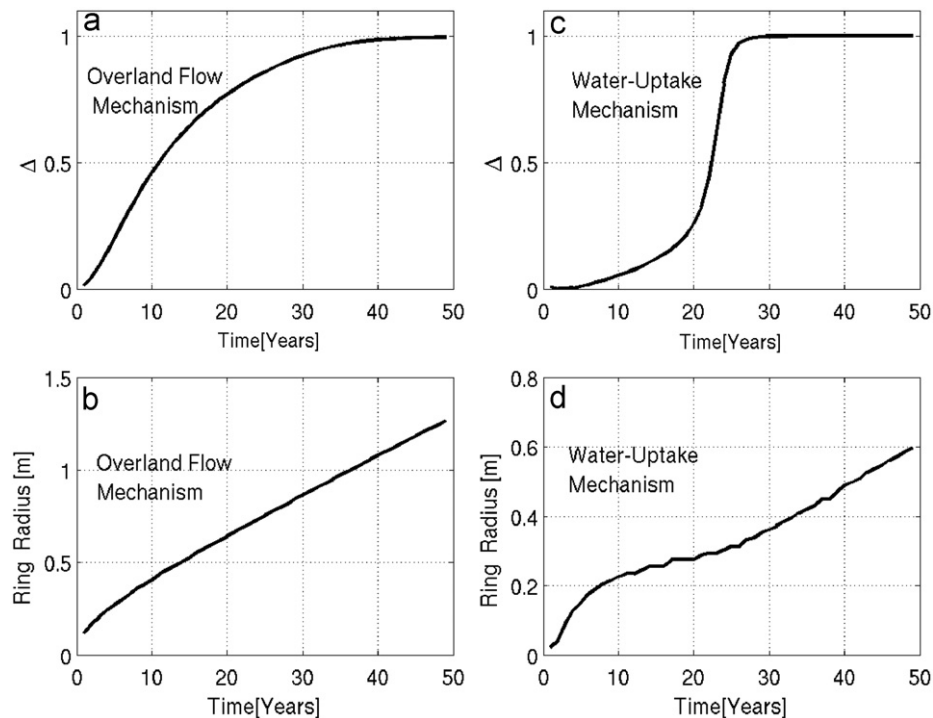 a
1
0.5
0
Δ
Overland Flow
Mechanism
0 10 20 30 40 50
Time[Years]
c
1
0.5
0
Δ
Water-Uptake
Mechanism
0 10 20 30 40 50
Time[Years]
b
1.5
1
0.5
0
Ring Radius [m]
Overland Flow
Mechanism
0 10 20 30 40 50
Time[Years]
d
0.8
0.6
0.4
0.2
0
Ring Radius [m]
Water-Uptake
Mechanism
0 10 20 30 40 50
Time[Years]